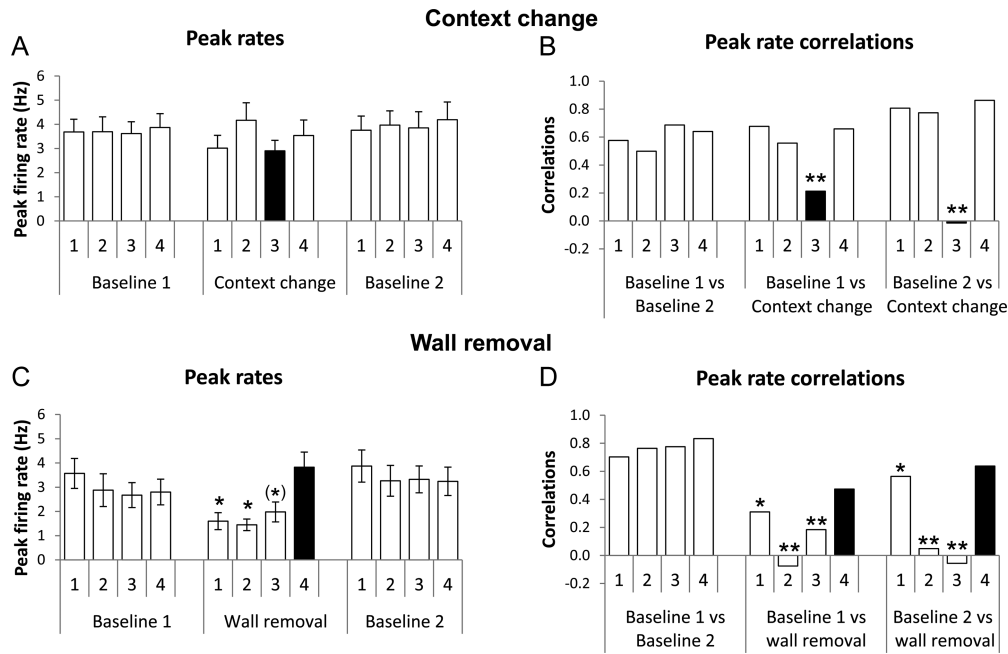 Context change
A
Peak rates
Peak firing rate (Hz)
6
5
4
3
2
1
0
1 2 3 4 1 2 3 4 1 2 3 4
Baseline 1 Context change Baseline 2
B
Peak rate correlations
Correlations
1.0
0.8
0.6
0.4
0.2
0.0
-0.2
**
**
1 2 3 4 1 2 3 4 1 2 3 4
Baseline 1 vs Baseline 1 vs Baseline 2 vs
Baseline 2 Context change Context change
Wall removal
C
Peak rates
Peak firing rate (Hz)
6
5
4
3
2
1
0
* * (*)
1 2 3 4 1 2 3 4 1 2 3 4
Baseline 1 Wall removal Baseline 2
D
Peak rate correlations
Correlations
1.0
0.8
0.6
0.4
0.2
0.0
-0.2
* ** **
* ** **
1 2 3 4 1 2 3 4 1 2 3 4
Baseline 1 vs Baseline 1 vs Baseline 2 vs
Baseline 2 wall removal wall removal